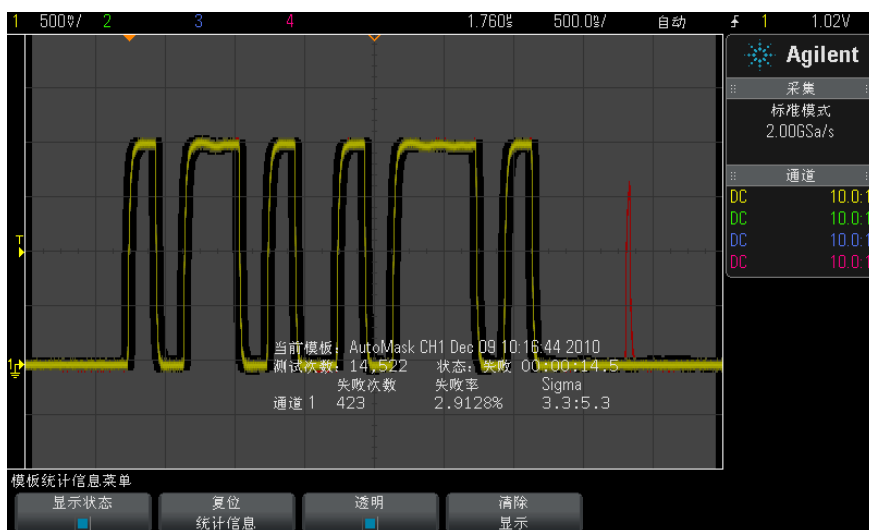 1 500♉/ 2 3 4 1.760␦ 500.0␦/ 自动 1 1.02V
Agilent
采集
标准模式
2.00GSa/s
通道
DC 10.0:1
DC 10.0:1
DC 10.0:1
DC 10.0:1
T
1
当前模板: AutoMask CH1 Dec 09 10:16:44 2010
测试次数: 14,522 状态: 失败 00:00:14.5
失败次数 失败率 Sigma
通道 1 423 2.9128% 3.3:5.3
模板统计信息菜单
显示状态 复位 透明 清除
统计信息 显示